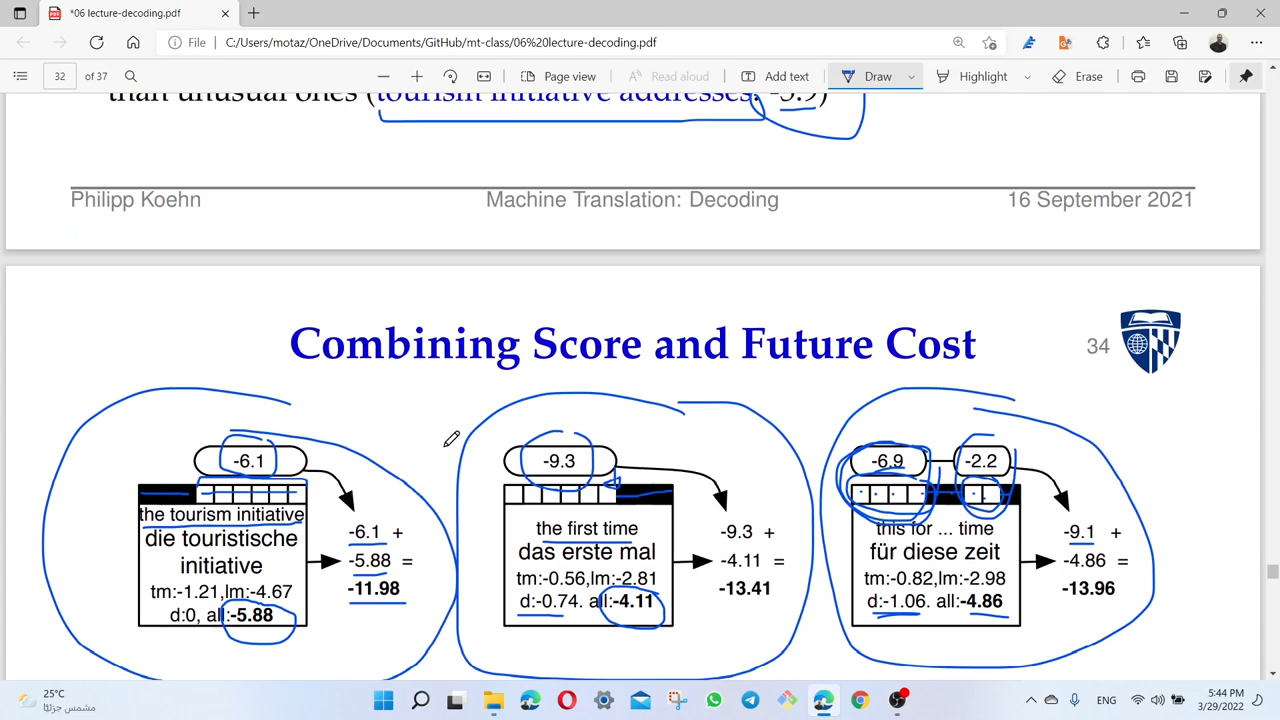 *06 lecture-decoding.pdf
File C:/Users/motaz/OneDrive/Documents/GitHub/mt-class/06%20lecture-decoding.pdf
32 of 37 Page view Read aloud Add text Draw Highlight Erase
than unusual ones (tourism initiative addresses: -5.9)
Philipp Koehn Machine Translation: Decoding 16 September 2021
Combining Score and Future Cost 34
-6.1 -9.3 -6.9 -2.2
the tourism initiative
die touristische
initiative
tm:-1.21,lm:-4.67
d:0, all:-5.88
-6.1 +
-5.88 =
-11.98
the first time
das erste mal
tm:-0.56,lm:-2.81
d:-0.74. all:-4.11
-9.3 +
-4.11 =
-13.41
this for ... time
für diese zeit
tm:-0.82,lm:-2.98
d:-1.06. all:-4.86
-9.1 +
-4.86 =
-13.96
25°C
مشمس جزئيًا
ENG
5:44 PM
3/29/2022